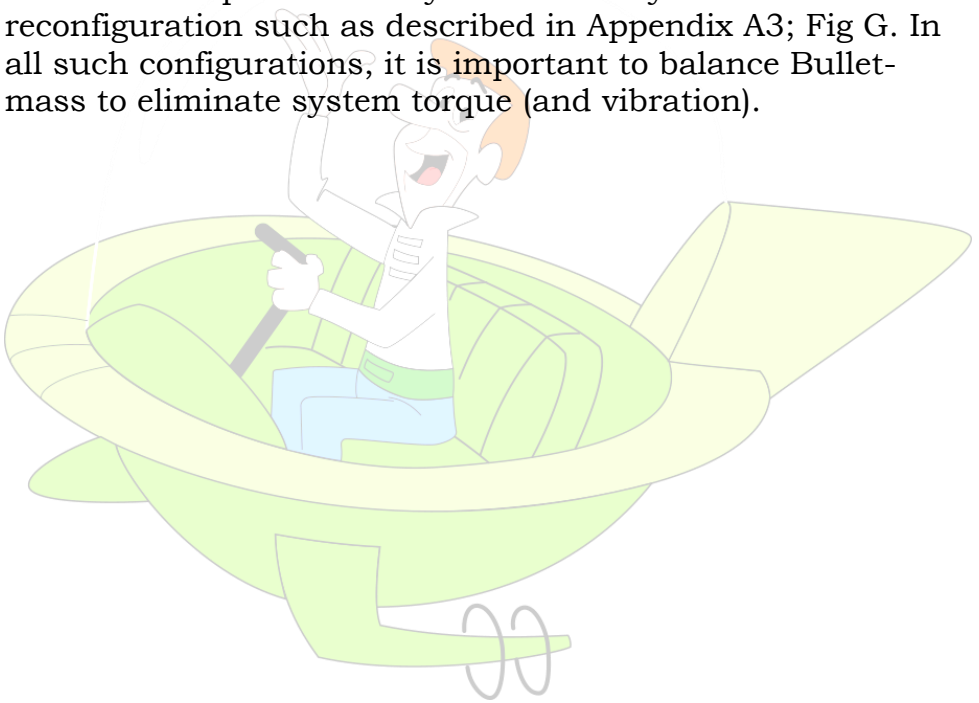 reconfiguration such as described in Appendix A3; Fig G. In
all such configurations, it is important to balance Bullet-
mass to eliminate system torque (and vibration).